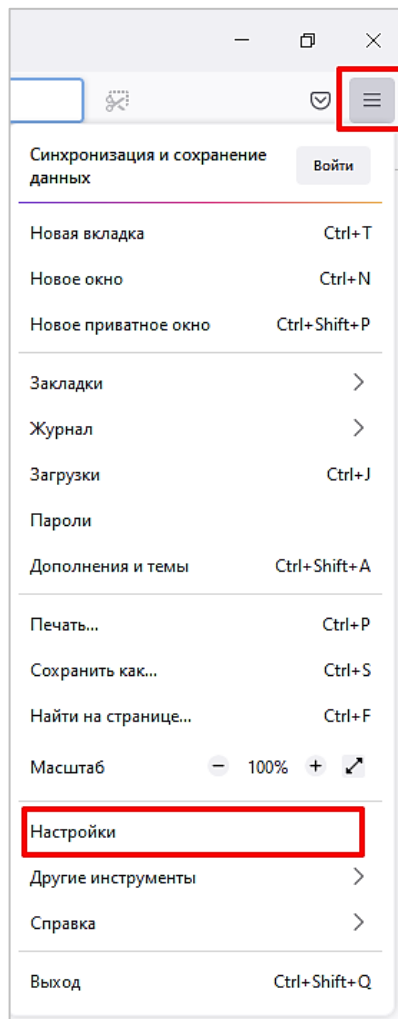 Синхронизация и сохранение
данных
Войти
Новая вкладка Ctrl+T
Новое окно Ctrl+N
Новое приватное окно Ctrl+Shift+P
Закладки
Журнал
Загрузки Ctrl+J
Пароли
Дополнения и темы Ctrl+Shift+A
Печать... Ctrl+P
Сохранить как... Ctrl+S
Найти на странице... Ctrl+F
Масштаб − 100% +
Настройки
Другие инструменты
Справка
Выход Ctrl+Shift+Q